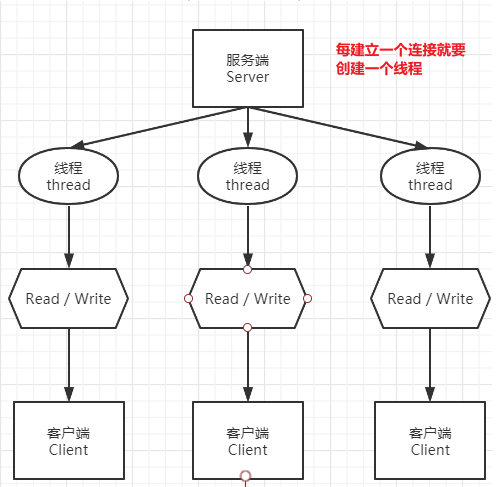 服务端
Server
每建立一个连接就要
创建一个线程
线程
thread
线程
thread
线程
thread
Read / Write
Read / Write
Read / Write
客户端
Client
客户端
Client
客户端
Client